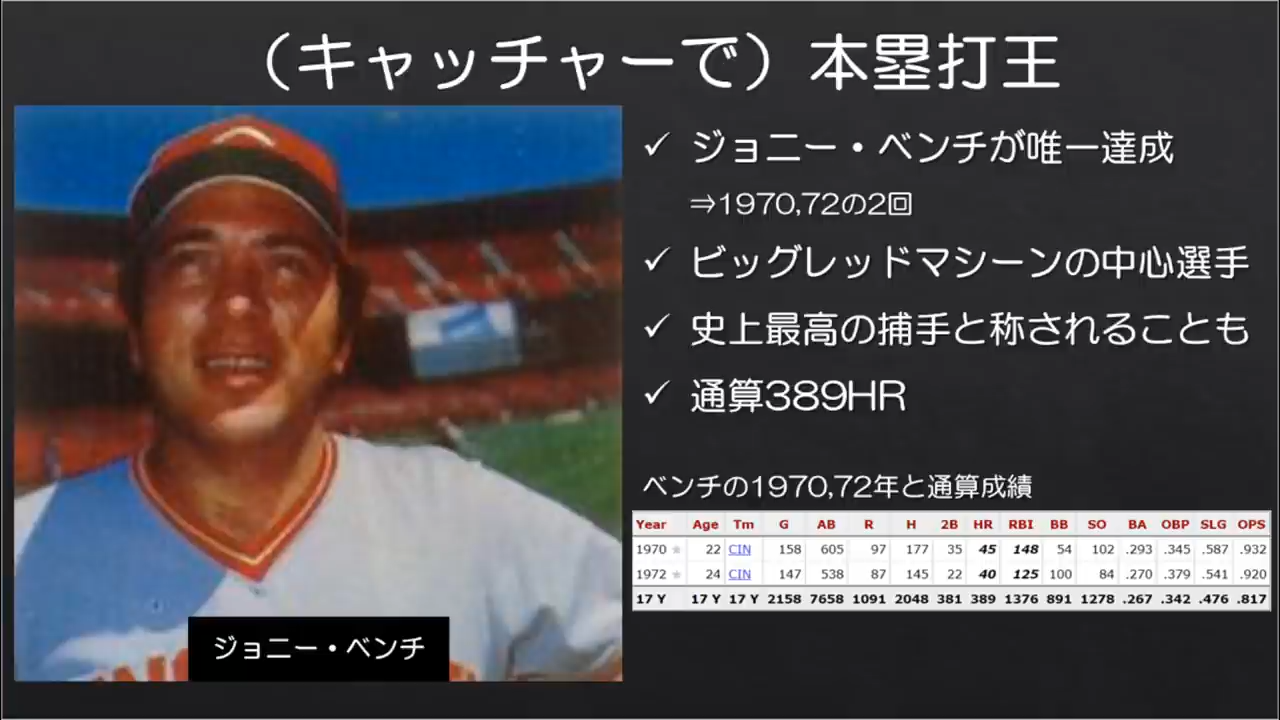 （キャッチャーで）本塁打王
✓ ジョニー・ベンチが唯一達成
⇒1970,72の2回
✓ ビッグレッドマシーンの中心選手
✓ 史上最高の捕手と称されることも
✓ 通算389HR
ベンチの1970,72年と通算成績
Year Age Tm G AB R H 2B HR RBI BB SO BA OBP SLG OPS
1970 ★ 22 CIN 158 605 97 177 35 45 148 54 102 .293 .345 .587 .932
1972 ★ 24 CIN 147 538 87 145 22 40 125 100 84 .270 .379 .541 .920
17 Y 17 Y 17 Y 2158 7658 1091 2048 381 389 1376 891 1278 .267 .342 .476 .817
ジョニー・ベンチ